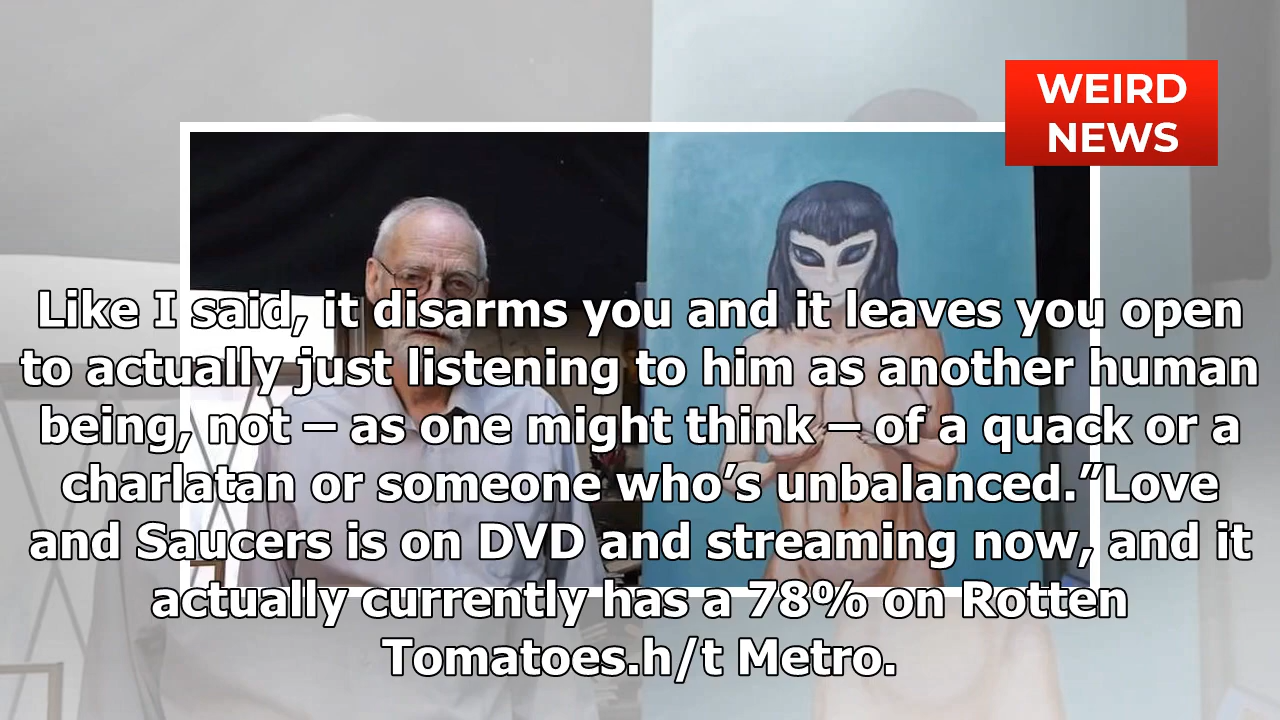 WEIRD
NEWS
Like I said, it disarms you and it leaves you open
to actually just listening to him as another human
being, not – as one might think – of a quack or a
charlatan or someone who’s unbalanced.”Love
and Saucers is on DVD and streaming now, and it
actually currently has a 78% on Rotten
Tomatoes.h/t Metro.